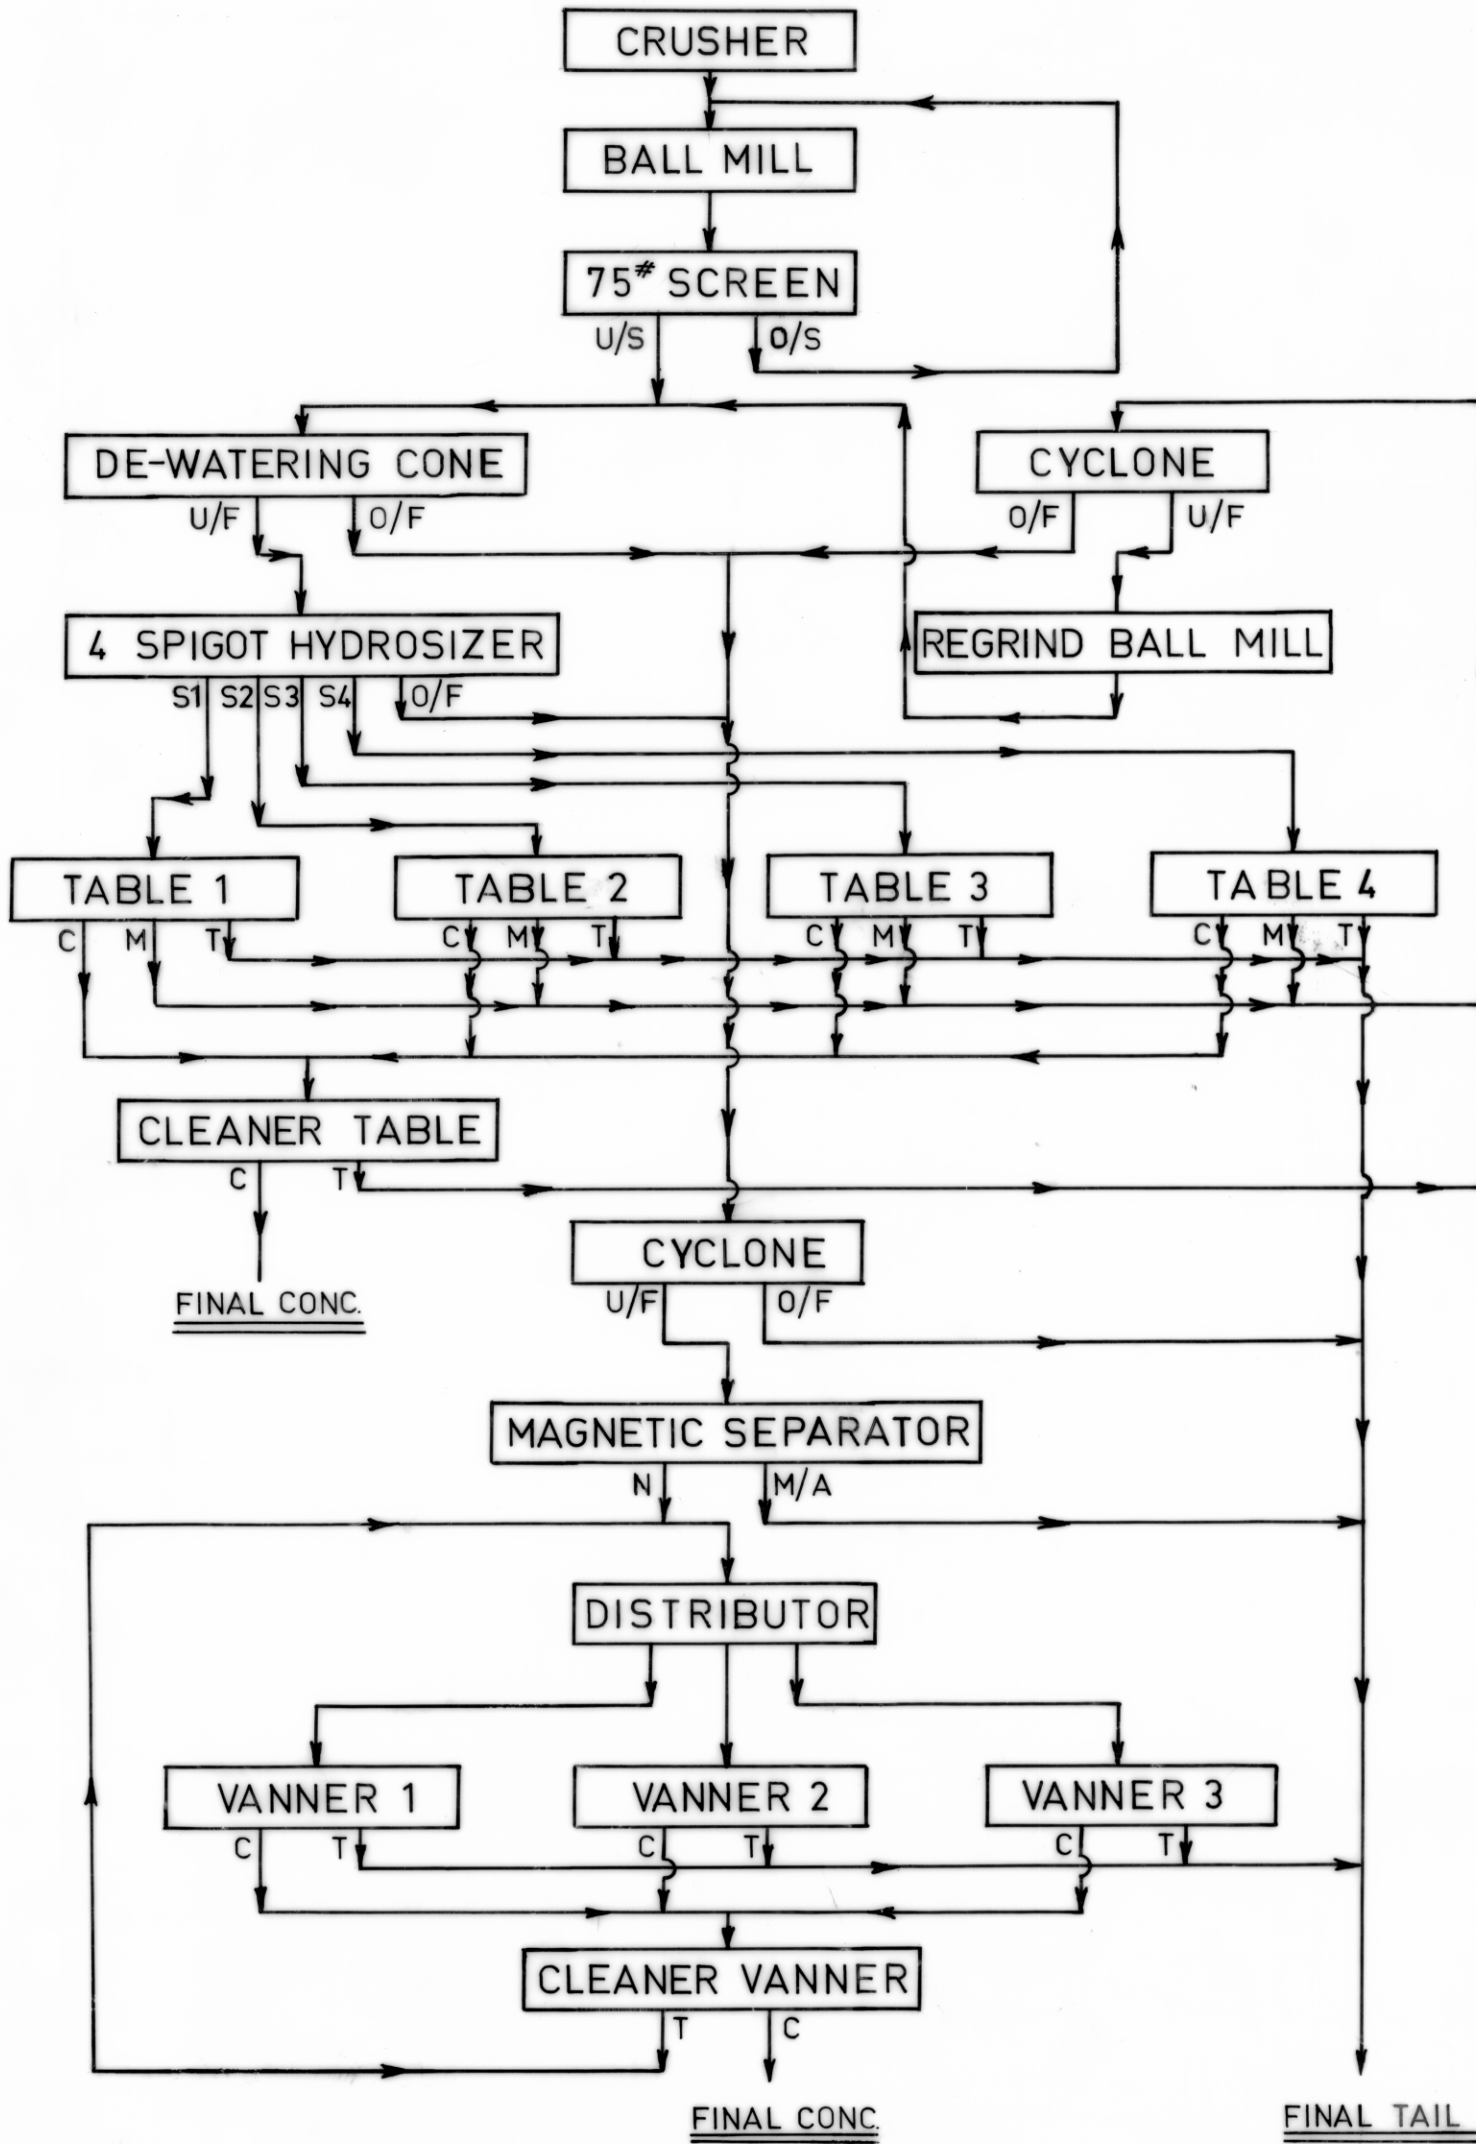 CRUSHER
BALL MILL
75# SCREEN
U/S O/S
DE-WATERING CONE
U/F O/F
CYCLONE
O/F U/F
4 SPIGOT HYDROSIZER
S1 S2 S3 S4 O/F
REGRIND BALL MILL
TABLE 1
C M T
TABLE 2
C M T
TABLE 3
C M T
TABLE 4
C M T
CLEANER TABLE
C T
FINAL CONC.
CYCLONE
U/F O/F
MAGNETIC SEPARATOR
N M/A
DISTRIBUTOR
VANNER 1
C T
VANNER 2
C T
VANNER 3
C T
CLEANER VANNER
T C
FINAL CONC.
FINAL TAIL